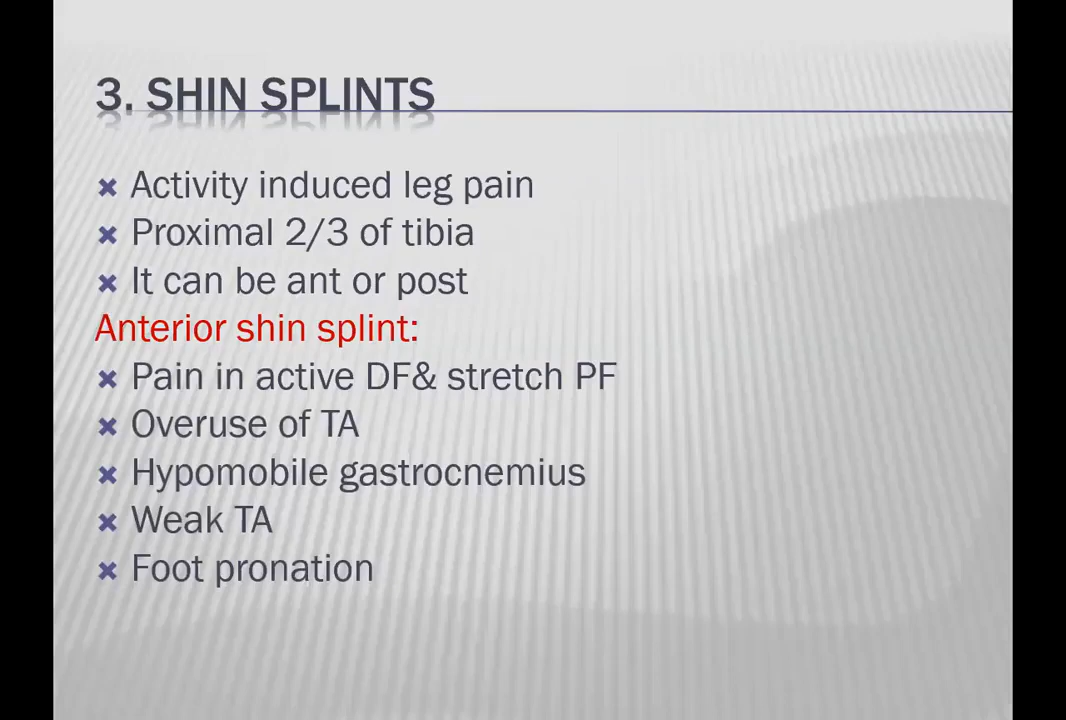 3. SHIN SPLINTS
Activity induced leg pain
Proximal 2/3 of tibia
It can be ant or post
Anterior shin splint:
Pain in active DF& stretch PF
Overuse of TA
Hypomobile gastrocnemius
Weak TA
Foot pronation